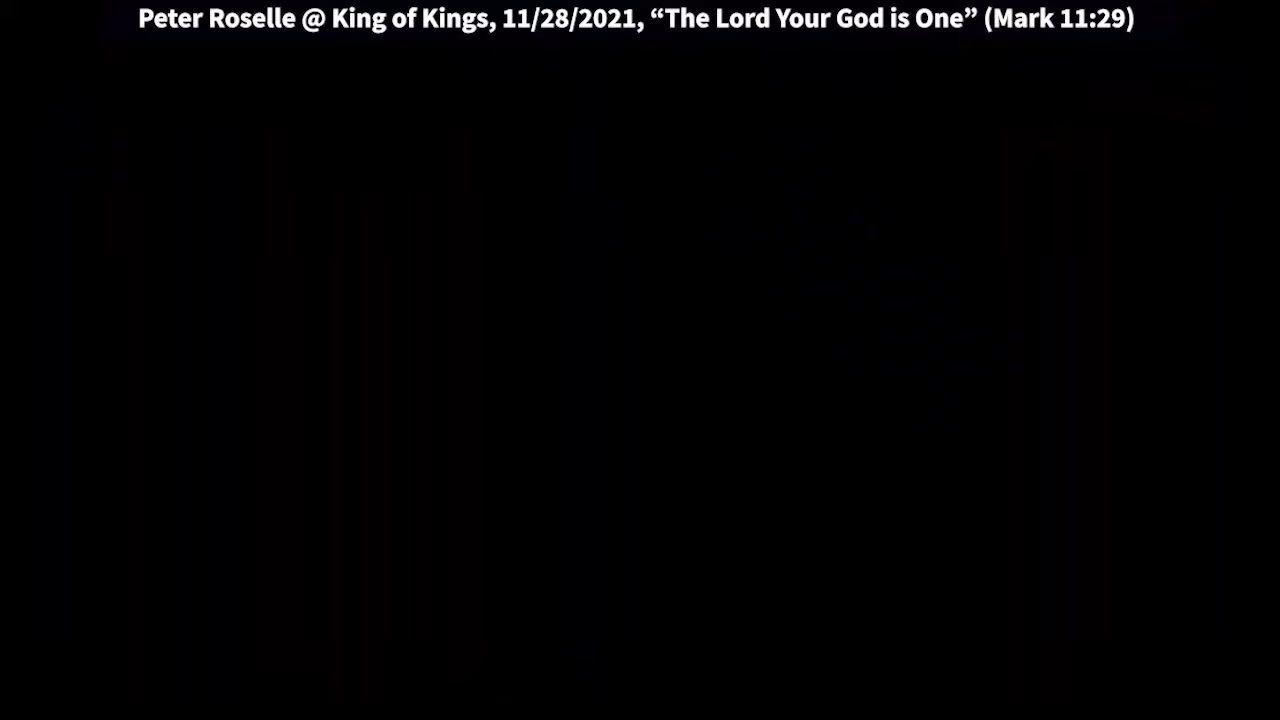 Peter Roselle @ King of Kings, 11/28/2021, “The Lord Your God is One” (Mark 11:29)